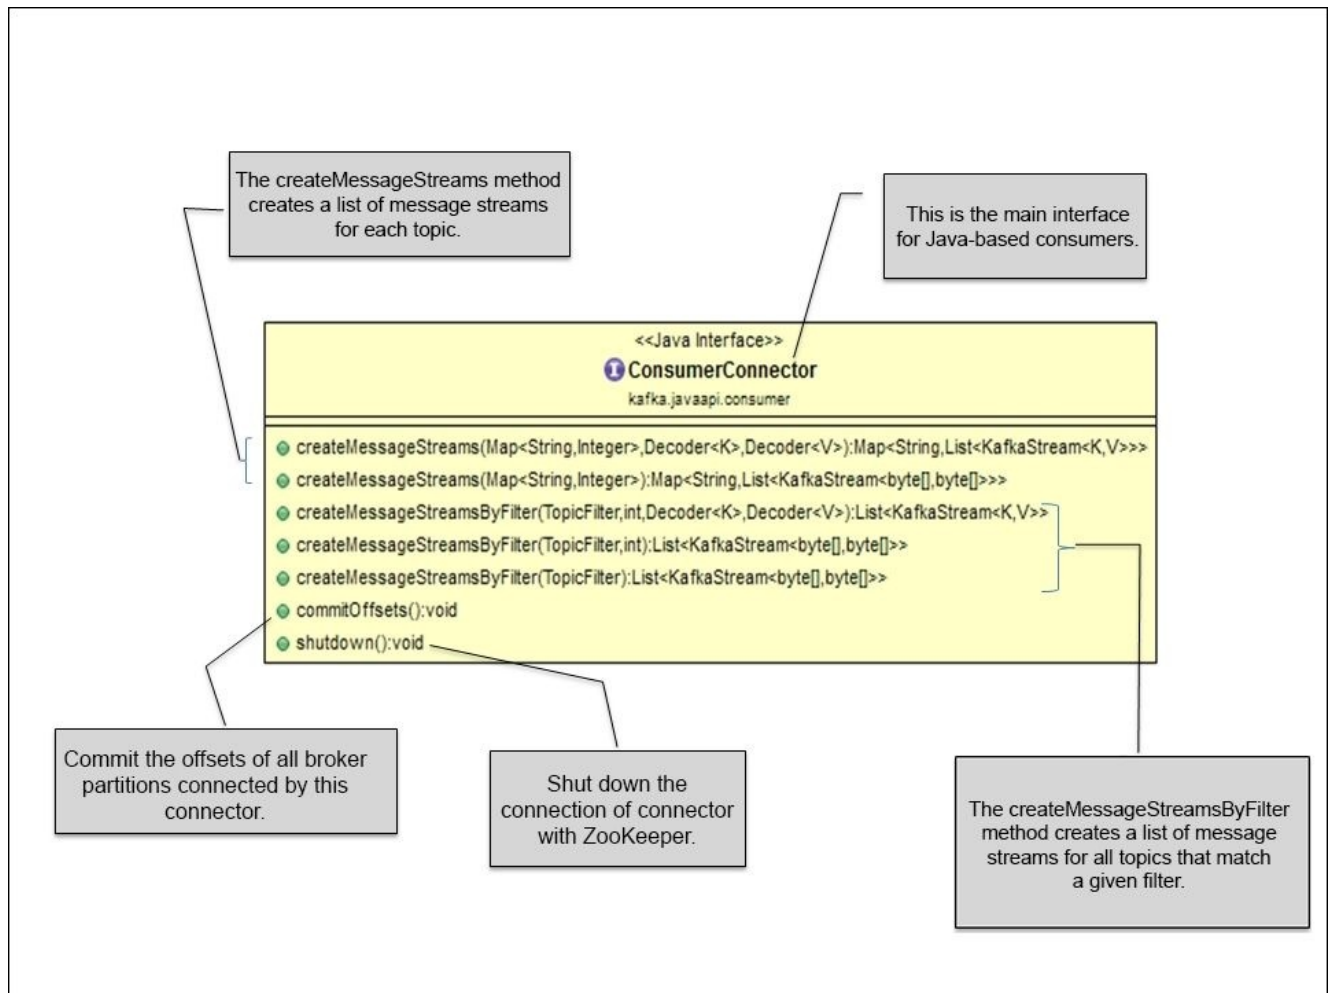 The createMessageStreams method
creates a list of message streams
for each topic.
This is the main interface
for Java-based consumers.
<<Java Interface>>
I ConsumerConnector
kafka.javaapi.consumer
createMessageStreams(Map<String,Integer>,Decoder<K>,Decoder<V>):Map<String,List<KafkaStream<K,V>>>
createMessageStreams(Map<String,Integer>):Map<String,List<KafkaStream<byte[],byte[]>>>
createMessageStreamsByFilter(TopicFilter,int,Decoder<K>,Decoder<V>):List<KafkaStream<K,V>>
createMessageStreamsByFilter(TopicFilter,int):List<KafkaStream<byte[],byte[]>>
createMessageStreamsByFilter(TopicFilter):List<KafkaStream<byte[],byte[]>>
commitOffsets():void
shutdown():void
Commit the offsets of all broker
partitions connected by this
connector.
Shut down the
connection of connector
with ZooKeeper.
The createMessageStreamsByFilter
method creates a list of message
streams for all topics that match
a given filter.